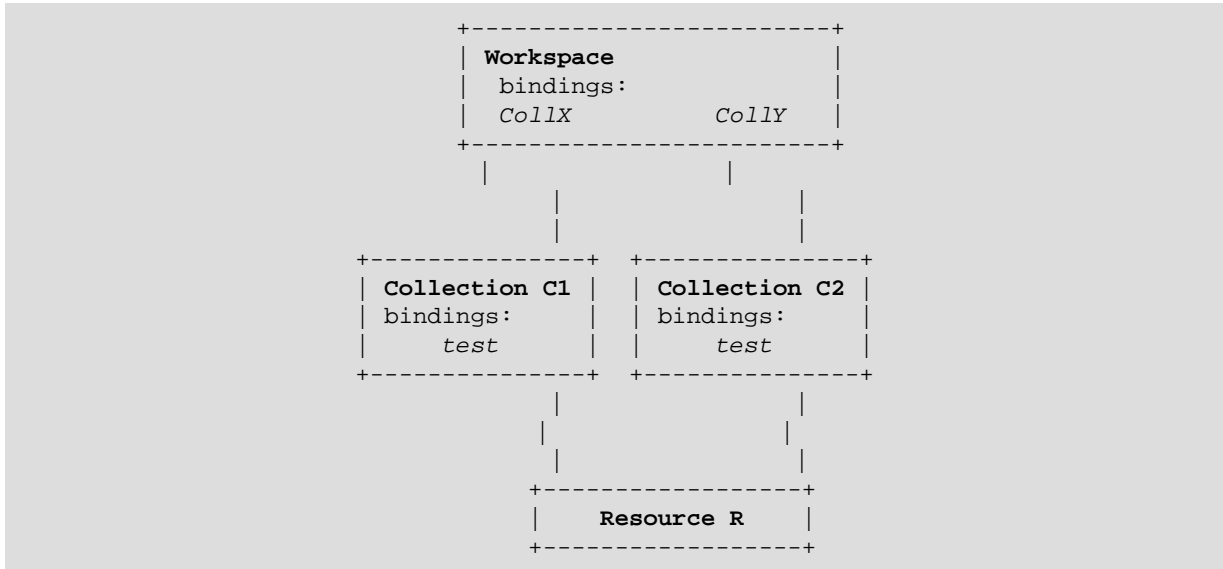 +-------------------------+
| Workspace |
| bindings: |
| CollX CollY |
+-------------------------+
| |
| |
| |
+---------------+ +---------------+
| Collection C1 | | Collection C2 |
| bindings: | | bindings: |
| test | | test |
+---------------+ +---------------+
| |
| |
| |
+------------------+
| Resource R |
+------------------+